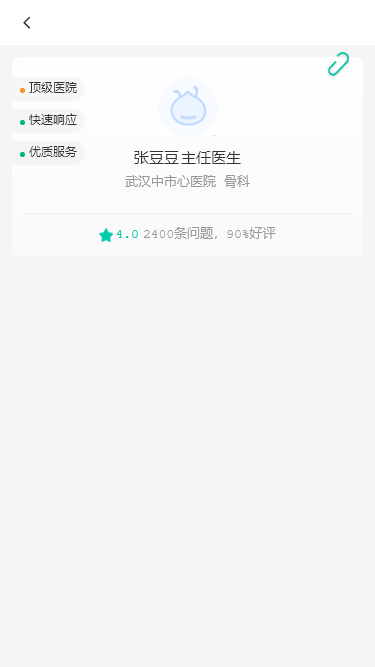 顶级医院
快速响应
优质服务
张豆豆 主任医生
武汉中市心医院 骨科
4.0 2400条问题, 90%好评